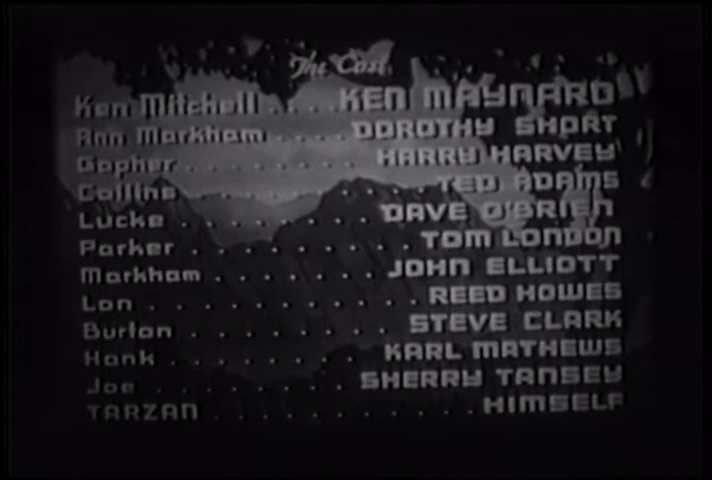 The Cast
Ken Mitchell .... KEN MAYNARD
Ann Markham ..... DOROTHY SHORT
Gopher ........ HARRY HARVEY
Collins ........... TED ADAMS
Lucke ........ DAVE O'BRIEN
Parker ......... TOM LONDON
Markham ....... JOHN ELLIOTT
Lon .......... REED HOWES
Burton ........ STEVE CLARK
Hank ........ KARL MATHEWS
Joe ........ SHERRY TANSEY
TARZAN .......... HIMSELF